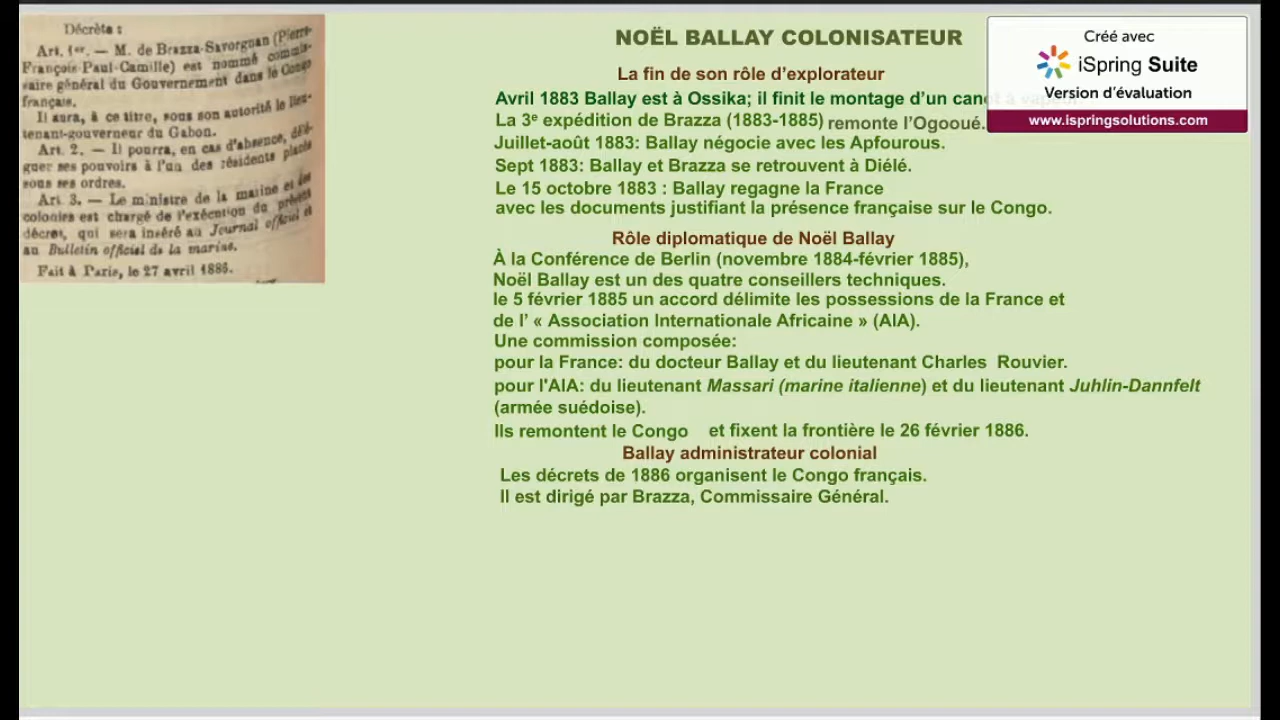 Décrète :
Art. 1er. — M. de Brazza-Savorgnan (Pierre-
François-Paul-Camille) est nommé commis-
saire général du Gouvernement dans le Congo
français.
Il aura, à ce titre, sous son autorité le lieu-
tenant-gouverneur du Gabon.
Art. 2. — Il pourra, en cas d'absence, délé-
guer ses pouvoirs à l'un des résidents placés
sous ses ordres.
Art. 3. — Le ministre de la marine et des
colonies est chargé de l'exécution du présent
décret, qui sera inséré au Journal officiel et
au Bulletin officiel de la marine.
Fait à Paris, le 27 avril 1886.
NOËL BALLAY COLONISATEUR
La fin de son rôle d'explorateur
Avril 1883 Ballay est à Ossika; il finit le montage d'un canot à vapeur
La 3e expédition de Brazza (1883-1885) remonte l'Ogooué.
Juillet-août 1883: Ballay négocie avec les Apfourous.
Sept 1883: Ballay et Brazza se retrouvent à Diélé.
Le 15 octobre 1883 : Ballay regagne la France
avec les documents justifiant la présence française sur le Congo.
Rôle diplomatique de Noël Ballay
À la Conférence de Berlin (novembre 1884-février 1885),
Noël Ballay est un des quatre conseillers techniques.
le 5 février 1885 un accord délimite les possessions de la France et
de l' « Association Internationale Africaine » (AIA).
Une commission composée:
pour la France: du docteur Ballay et du lieutenant Charles Rouvier.
pour l'AIA: du lieutenant Massari (marine italienne) et du lieutenant Juhlin-Dannfelt
(armée suédoise).
Ils remontent le Congo et fixent la frontière le 26 février 1886.
Ballay administrateur colonial
Les décrets de 1886 organisent le Congo français.
Il est dirigé par Brazza, Commissaire Général.
Créé avec
iSpring Suite
Version d'évaluation
www.ispringsolutions.com